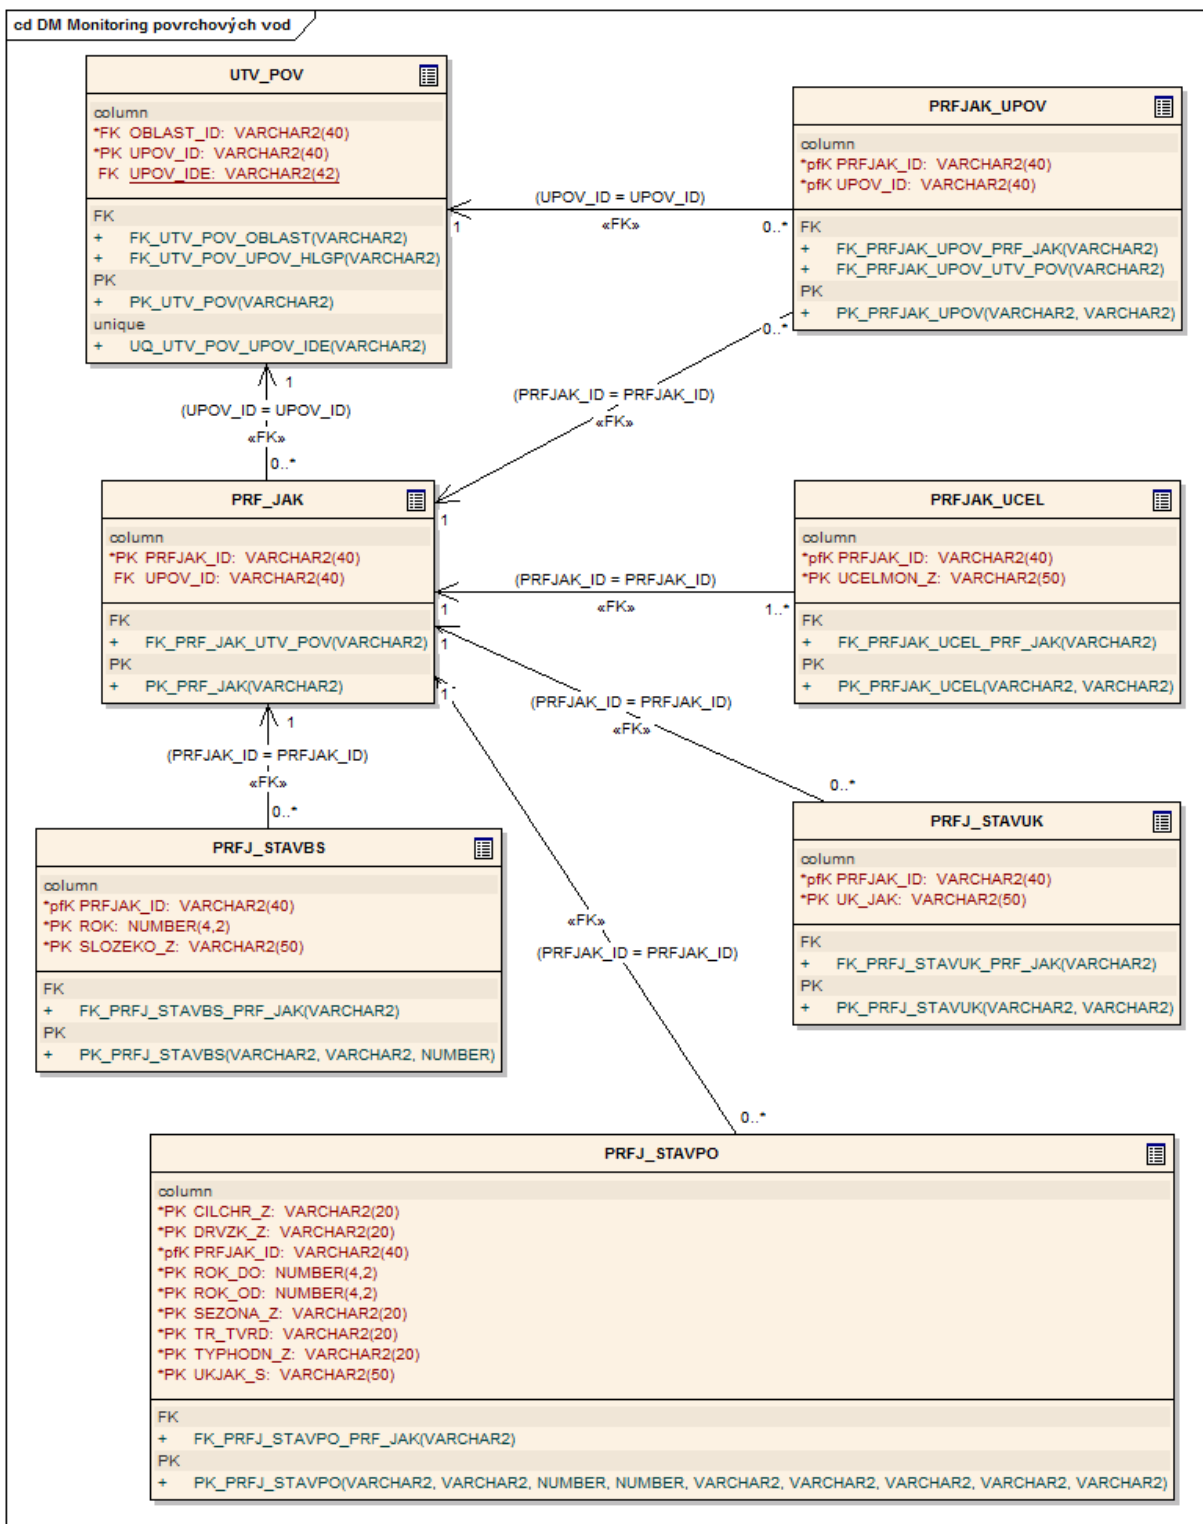 cd DM Monitoring povrchových vod
UTV_POV
column
*FK OBLAST_ID: VARCHAR2(40)
*PK UPOV_ID: VARCHAR2(40)
FK UPOV_IDE: VARCHAR2(42)
FK
+ FK_UTV_POV_OBLAST(VARCHAR2)
+ FK_UTV_POV_UPOV_HLGP(VARCHAR2)
PK
+ PK_UTV_POV(VARCHAR2)
unique
+ UQ_UTV_POV_UPOV_IDE(VARCHAR2)
PRFJAK_UPOV
column
*pfK PRFJAK_ID: VARCHAR2(40)
*pfK UPOV_ID: VARCHAR2(40)
FK
+ FK_PRFJAK_UPOV_PRF_JAK(VARCHAR2)
+ FK_PRFJAK_UPOV_UTV_POV(VARCHAR2)
PK
+ PK_PRFJAK_UPOV(VARCHAR2, VARCHAR2)
(UPOV_ID = UPOV_ID)
«FK»
1
0..*
0..*
(PRFJAK_ID = PRFJAK_ID)
«FK»
1
1
(UPOV_ID = UPOV_ID)
«FK»
0..*
PRF_JAK
column
*PK PRFJAK_ID: VARCHAR2(40)
FK UPOV_ID: VARCHAR2(40)
FK
+ FK_PRF_JAK_UTV_POV(VARCHAR2)
PK
+ PK_PRF_JAK(VARCHAR2)
PRFJAK_UCEL
column
*pfK PRFJAK_ID: VARCHAR2(40)
*PK UCELMON_Z: VARCHAR2(50)
FK
+ FK_PRFJAK_UCEL_PRF_JAK(VARCHAR2)
PK
+ PK_PRFJAK_UCEL(VARCHAR2, VARCHAR2)
(PRFJAK_ID = PRFJAK_ID)
«FK»
1
1..*
1
(PRFJAK_ID = PRFJAK_ID)
«FK»
0..*
1
1
(PRFJAK_ID = PRFJAK_ID)
«FK»
0..*
PRFJ_STAVBS
column
*pfK PRFJAK_ID: VARCHAR2(40)
*PK ROK: NUMBER(4,2)
*PK SLOZEKO_Z: VARCHAR2(50)
FK
+ FK_PRFJ_STAVBS_PRF_JAK(VARCHAR2)
PK
+ PK_PRFJ_STAVBS(VARCHAR2, VARCHAR2, NUMBER)
PRFJ_STAVUK
column
*pfK PRFJAK_ID: VARCHAR2(40)
*PK UK_JAK: VARCHAR2(50)
FK
+ FK_PRFJ_STAVUK_PRF_JAK(VARCHAR2)
PK
+ PK_PRFJ_STAVUK(VARCHAR2, VARCHAR2)
«FK»
(PRFJAK_ID = PRFJAK_ID)
0..*
PRFJ_STAVPO
column
*PK CILCHR_Z: VARCHAR2(20)
*PK DRVZK_Z: VARCHAR2(20)
*pfK PRFJAK_ID: VARCHAR2(40)
*PK ROK_DO: NUMBER(4,2)
*PK ROK_OD: NUMBER(4,2)
*PK SEZONA_Z: VARCHAR2(20)
*PK TR_TVRD: VARCHAR2(20)
*PK TYPHODN_Z: VARCHAR2(20)
*PK UKJAK_S: VARCHAR2(50)
FK
+ FK_PRFJ_STAVPO_PRF_JAK(VARCHAR2)
PK
+ PK_PRFJ_STAVPO(VARCHAR2, VARCHAR2, NUMBER, NUMBER, VARCHAR2, VARCHAR2, VARCHAR2, VARCHAR2, VARCHAR2)